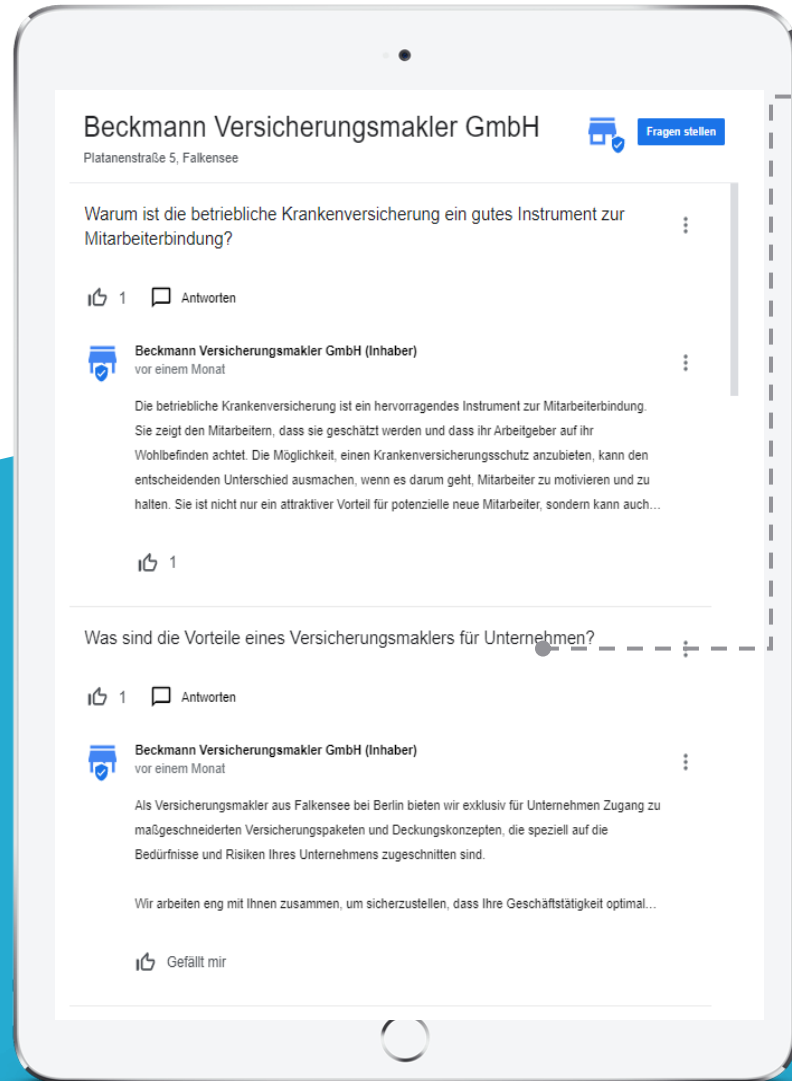 Beckmann Versicherungsmakler GmbH
Fragen stellen
Platanenstraße 5, Falkensee
Warum ist die betriebliche Krankenversicherung ein gutes Instrument zur
Mitarbeiterbindung?
1 Antworten
Beckmann Versicherungsmakler GmbH (Inhaber)
vor einem Monat
Die betriebliche Krankenversicherung ist ein hervorragendes Instrument zur Mitarbeiterbindung.
Sie zeigt den Mitarbeitern, dass sie geschätzt werden und dass ihr Arbeitgeber auf ihr
Wohlbefinden achtet. Die Möglichkeit, einen Krankenversicherungsschutz anzubieten, kann den
entscheidenden Unterschied ausmachen, wenn es darum geht, Mitarbeiter zu motivieren und zu
halten. Sie ist nicht nur ein attraktiver Vorteil für potenzielle neue Mitarbeiter, sondern kann auch…
1
Was sind die Vorteile eines Versicherungsmaklers für Unternehmen?
1 Antworten
Beckmann Versicherungsmakler GmbH (Inhaber)
vor einem Monat
Als Versicherungsmakler aus Falkensee bei Berlin bieten wir exklusiv für Unternehmen Zugang zu
maßgeschneiderten Versicherungspaketen und Deckungskonzepten, die speziell auf die
Bedürfnisse und Risiken Ihres Unternehmens zugeschnitten sind.
Wir arbeiten eng mit Ihnen zusammen, um sicherzustellen, dass Ihre Geschäftstätigkeit optimal…
Gefällt mir